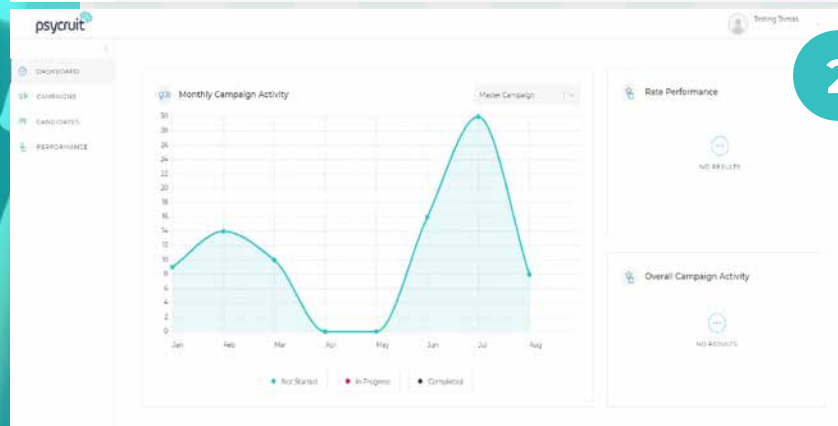 psycruit
Testing Tomas
2
DASHBOARD
CAMPAIGNS
CANDIDATES
PERFORMANCE
Monthly Campaign Activity
Master Campaign
30
28
26
24
22
20
18
16
14
12
10
8
6
4
2
0
Jan Feb Mar Apr May Jun Jul Aug
Not Started In Progress Completed
Rate Performance
NO RESULTS
Overall Campaign Activity
NO RESULTS